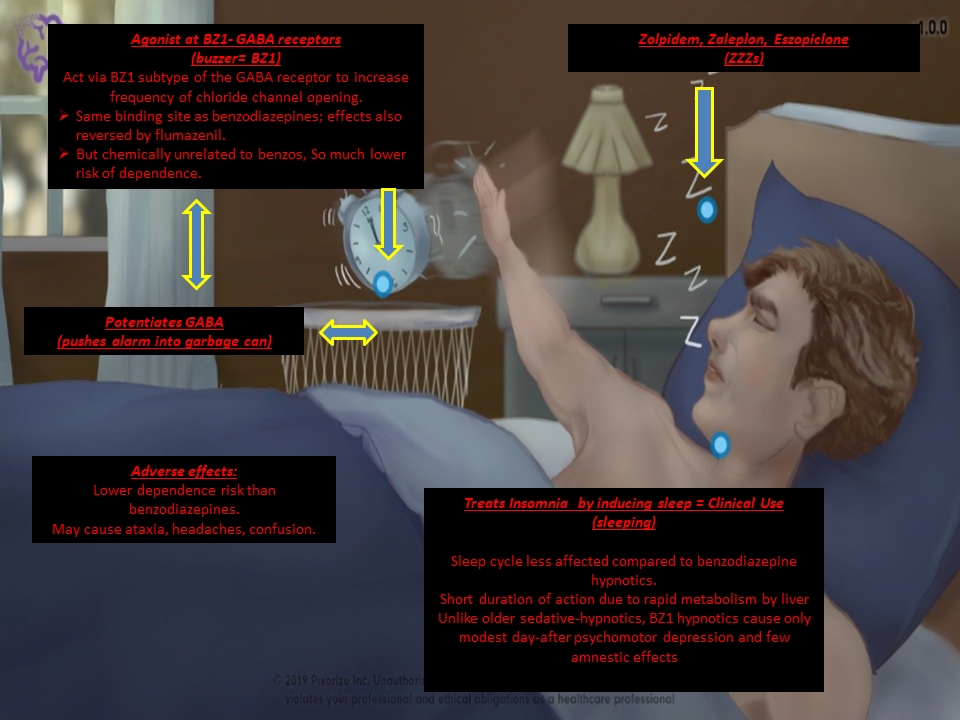 Agonist at BZ1- GABA receptors
(buzzer= BZ1)
Act via BZ1 subtype of the GABA receptor to increase
frequency of chloride channel opening.
➢ Same binding site as benzodiazepines; effects also
reversed by flumazenil.
➢ But chemically unrelated to benzos, So much lower
risk of dependence.
Zolpidem, Zaleplon, Eszopiclone
(ZZZs)
1.0.0
Z
Z
Z
Z
Z
Z
Potentiates GABA
(pushes alarm into garbage can)
Adverse effects:
Lower dependence risk than
benzodiazepines.
May cause ataxia, headaches, confusion.
Treats Insomnia by inducing sleep = Clinical Use
(sleeping)
Sleep cycle less affected compared to benzodiazepine
hypnotics.
Short duration of action due to rapid metabolism by liver
Unlike older sedative-hypnotics, BZ1 hypnotics cause only
modest day-after psychomotor depression and few
amnestic effects
© 2019 Pixorize Inc.
violates your professional and ethical obligations as a healthcare professional